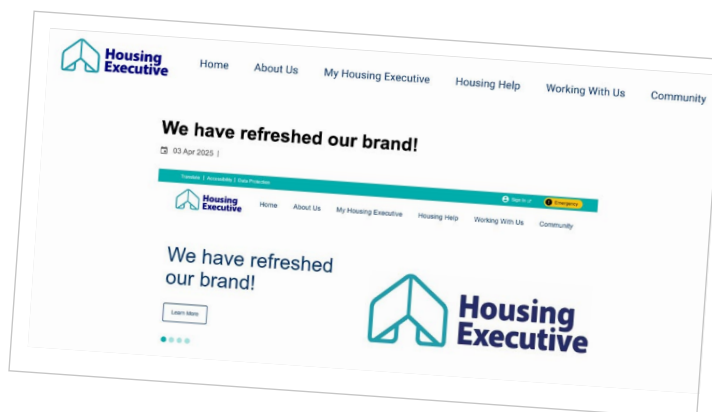 Housing
Executive
Home About Us My Housing Executive Housing Help Working With Us Community
We have refreshed our brand!
03 Apr 2025 |
Translate | Accessibility | Data Protection Sign In Emergency
Housing
Executive
Home About Us My Housing Executive Housing Help Working With Us Community
We have refreshed
our brand!
Learn More
Housing
Executive